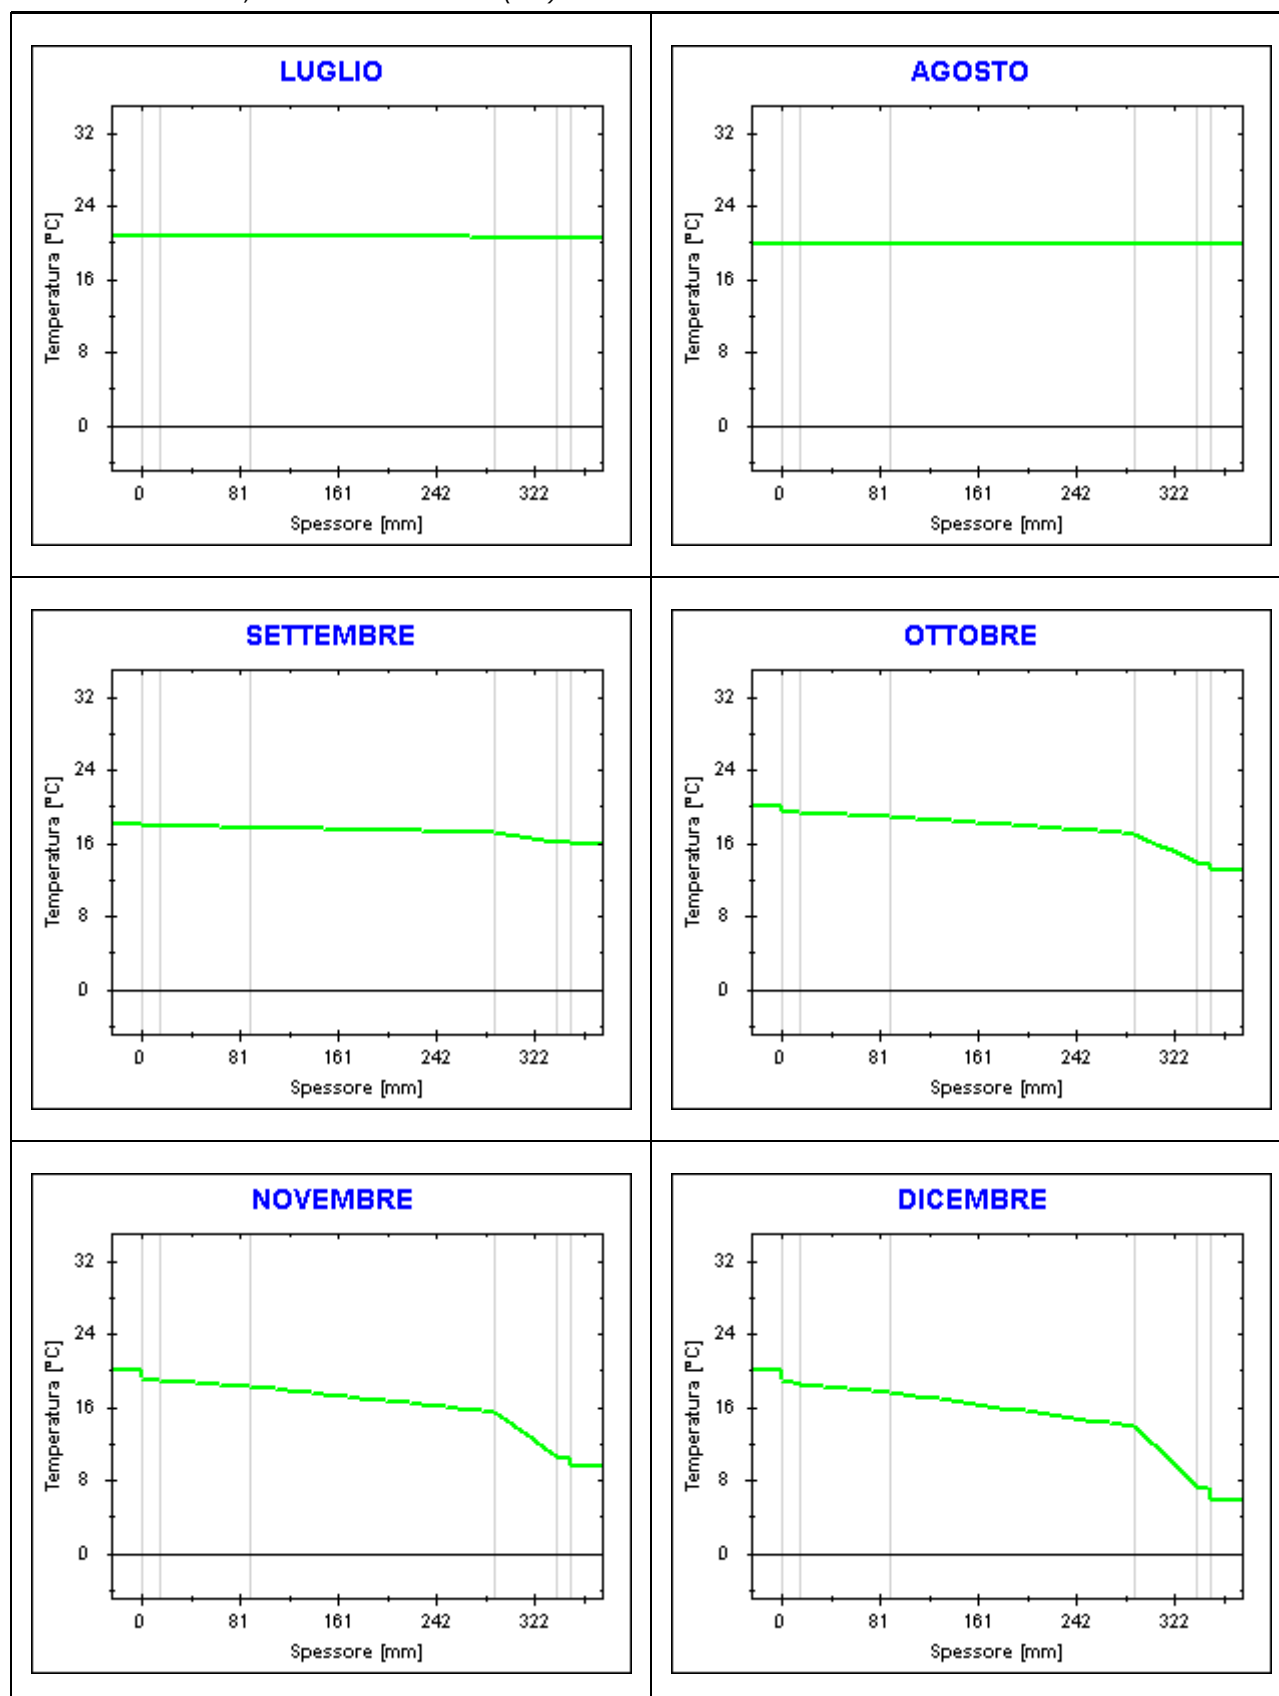 LUGLIO
32
24
16
8
0
Temperatura [°C]
0 81 161 242 322
Spessore [mm]
AGOSTO
32
24
16
8
0
Temperatura [°C]
0 81 161 242 322
Spessore [mm]
SETTEMBRE
32
24
16
8
0
Temperatura [°C]
0 81 161 242 322
Spessore [mm]
OTTOBRE
32
24
16
8
0
Temperatura [°C]
0 81 161 242 322
Spessore [mm]
NOVEMBRE
32
24
16
8
0
Temperatura [°C]
0 81 161 242 322
Spessore [mm]
DICEMBRE
32
24
16
8
0
Temperatura [°C]
0 81 161 242 322
Spessore [mm]